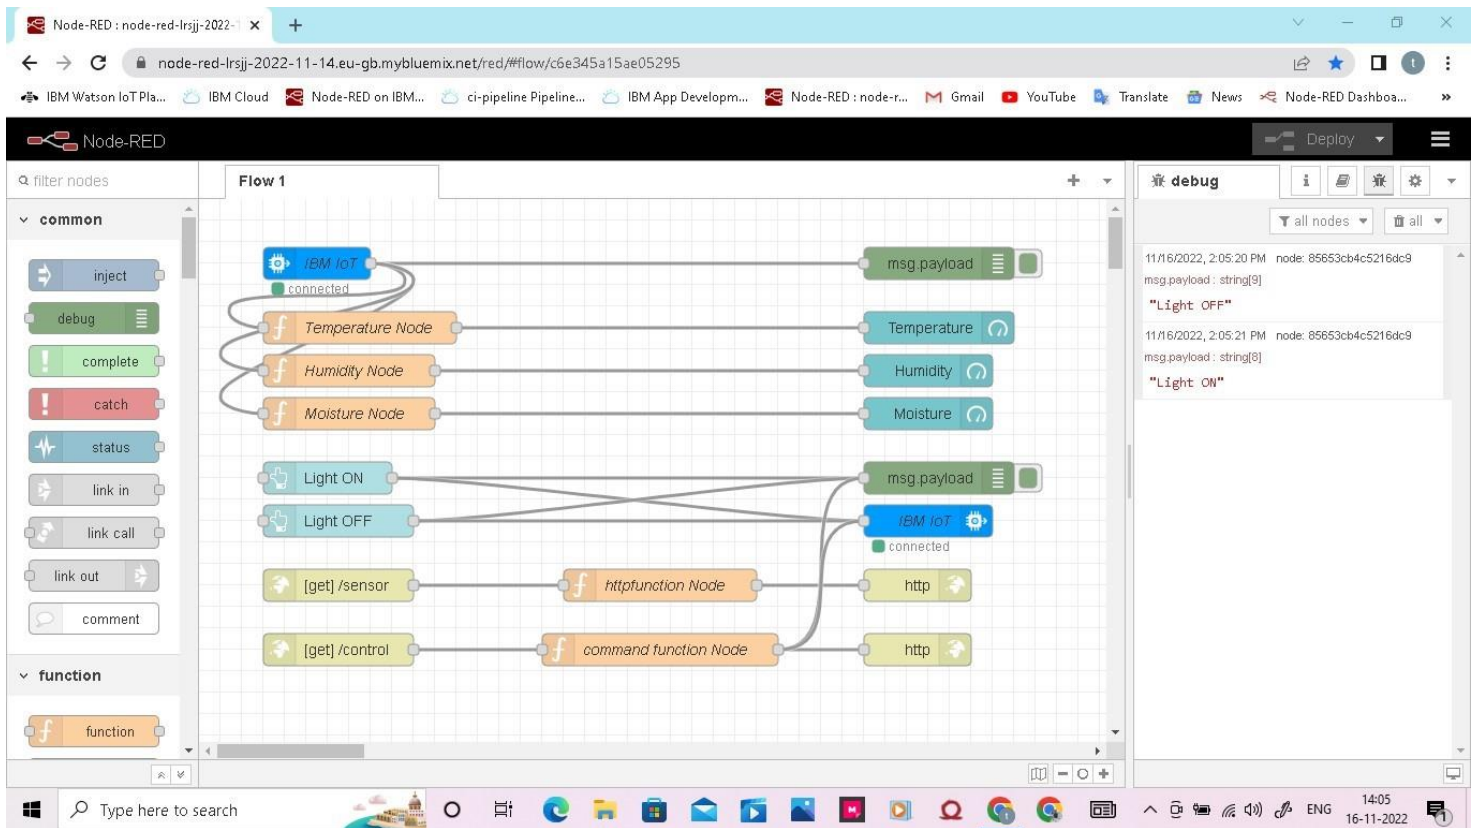 Node-RED : node-red-lrsjj-2022-1
node-red-lrsjj-2022-11-14.eu-gb.mybluemix.net/red/#flow/c6e345a15ae05295
t
IBM Watson IoT Pla...
IBM Cloud
Node-RED on IBM...
ci-pipeline Pipeline...
IBM App Developm...
Node-RED : node-r...
Gmail
YouTube
Translate
News
Node-RED Dashboa...
»
Node-RED
Deploy
filter nodes
Flow 1
debug
i
common
all nodes
all
inject
debug
complete
catch
status
link in
link call
link out
comment
function
function
IBM IoT
connected
msg.payload
Temperature Node
Temperature
Humidity Node
Humidity
Moisture Node
Moisture
Light ON
msg.payload
Light OFF
IBM IoT
connected
[get] /sensor
httpfunction Node
http
[get] /control
command function Node
http
11/16/2022, 2:05:20 PM node: 85653cb4c5216dc9
msg.payload : string[9]
"Light OFF"
11/16/2022, 2:05:21 PM node: 85653cb4c5216dc9
msg.payload : string[8]
"Light ON"
Type here to search
ENG
14:05
16-11-2022
1